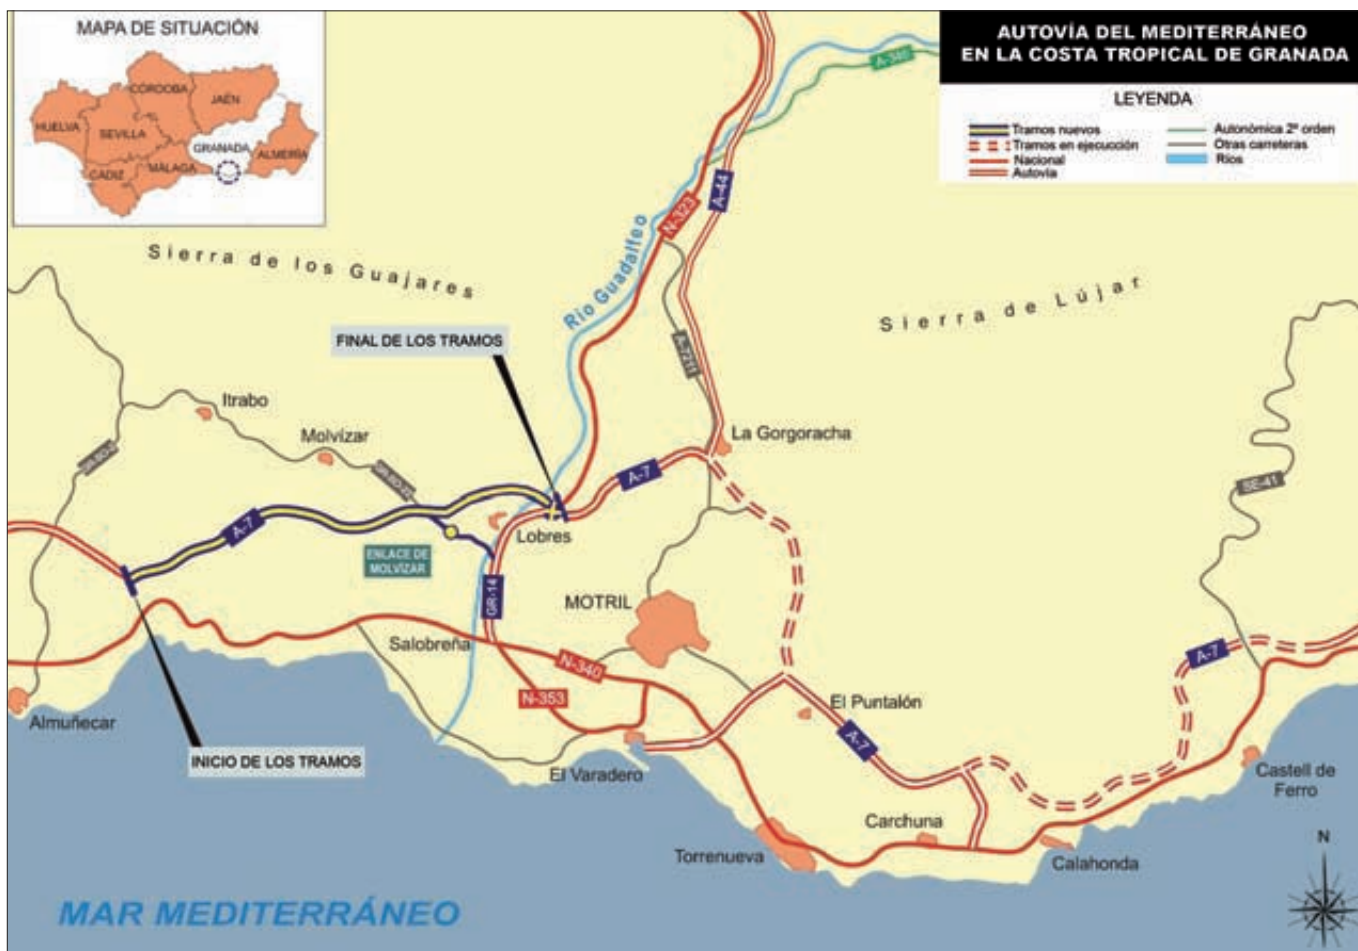 MAPA DE SITUACIÓN
CÓRDOBA
JAÉN
HUELVA
SEVILLA
GRANADA
ALMERÍA
MÁLAGA
CÁDIZ
AUTOVÍA DEL MEDITERRÁNEO
EN LA COSTA TROPICAL DE GRANADA
LEYENDA
Tramos nuevos
Tramos en ejecución
Nacional
Autovía
Autonómica 2º orden
Otras carreteras
Ríos
A-44
N-323
Río Guadalfeo
Sierra de los Guajares
Sierra de Lújar
FINAL DE LOS TRAMOS
A-7211
Itrabo
Molvízar
La Gorgoracha
A-7
A-7
SE-41
Lobres
ENLACE DE
MOLVÍZAR
GR-14
MOTRIL
Salobreña
N-340
N-353
A-7
Almuñecar
El Puntalón
A-7
INICIO DE LOS TRAMOS
El Varadero
Castell de
Ferro
Carchuna
Torrenueva
Calahonda
N
MAR MEDITERRÁNEO